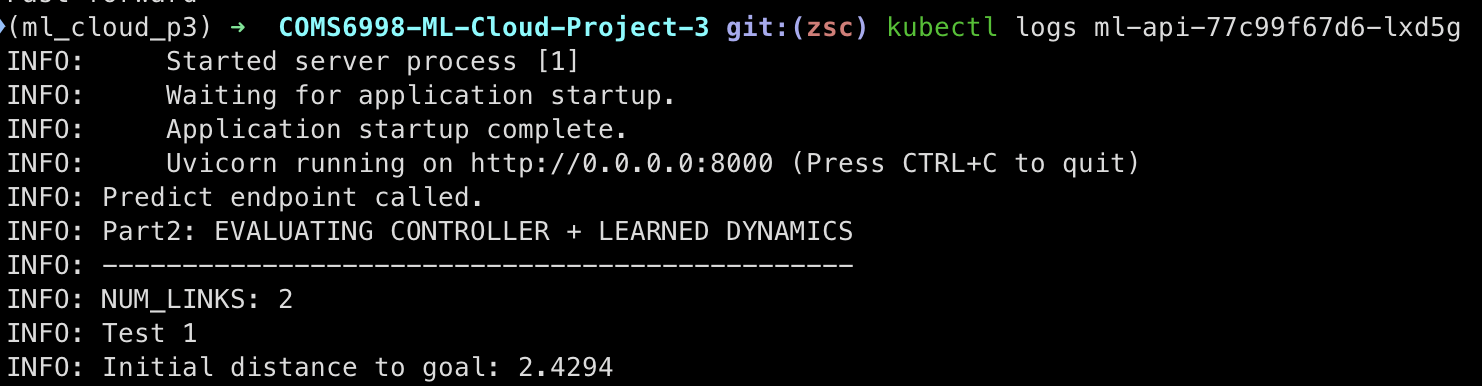 (ml_cloud_p3) → COMS6998-ML-Cloud-Project-3 git:(zsc) kubectl logs ml-api-77c99f67d6-lxd5g
INFO:     Started server process [1]
INFO:     Waiting for application startup.
INFO:     Application startup complete.
INFO:     Uvicorn running on http://0.0.0.0:8000 (Press CTRL+C to quit)
INFO: Predict endpoint called.
INFO: Part2: EVALUATING CONTROLLER + LEARNED DYNAMICS
INFO: -----------------------------------------------
INFO: NUM_LINKS: 2
INFO: Test 1
INFO: Initial distance to goal: 2.4294